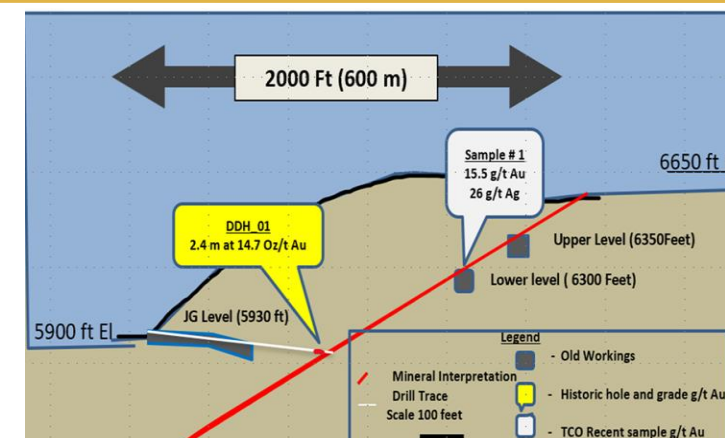 2000 Ft (600 m)
Sample # 1
15.5 g/t Au
26 g/t Ag
6650 ft
DDH_01
2.4 m at 14.7 Oz/t Au
Upper Level (6350Feet)
Lower level ( 6300 Feet)
JG Level (5930 ft)
5900 ft El
Legend
- Old Workings
Mineral Interpretation
Drill Trace
- Historic hole and grade g/t Au
Scale 100 feet
- TCO Recent sample g/t Au